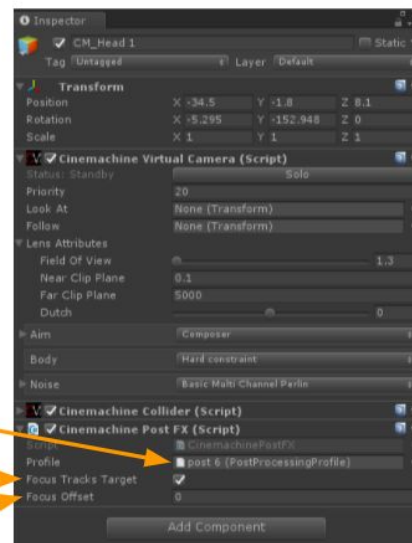 Inspector
CM_Head 1 Static
Tag Untagged Layer Default
Transform
Position X -34.5 Y -1.8 Z 8.1
Rotation X -5.295 Y -152.948 Z 0
Scale X 1 Y 1 Z 1
Cinemachine Virtual Camera (Script)
Status: Standby Solo
Priority 20
Look At None (Transform)
Follow None (Transform)
Lens Attributes
Field Of View 1.3
Near Clip Plane 0.1
Far Clip Plane 5000
Dutch 0
Aim Composer
Body Hard constraint
Noise Basic Multi Channel Perlin
Cinemachine Collider (Script)
Cinemachine Post FX (Script)
Script CinemachinePostFX
Profile post 6 (PostProcessingProfile)
Focus Tracks Target
Focus Offset 0
Add Component